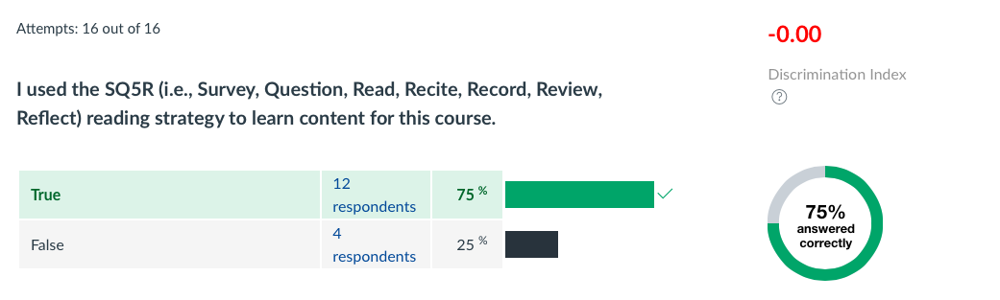 Attempts: 16 out of 16
-0.00
Discrimination Index
?
I used the SQ5R (i.e., Survey, Question, Read, Recite, Record, Review,
Reflect) reading strategy to learn content for this course.
True
12
respondents
75 %
False
4
respondents
25 %
75%
answered
correctly